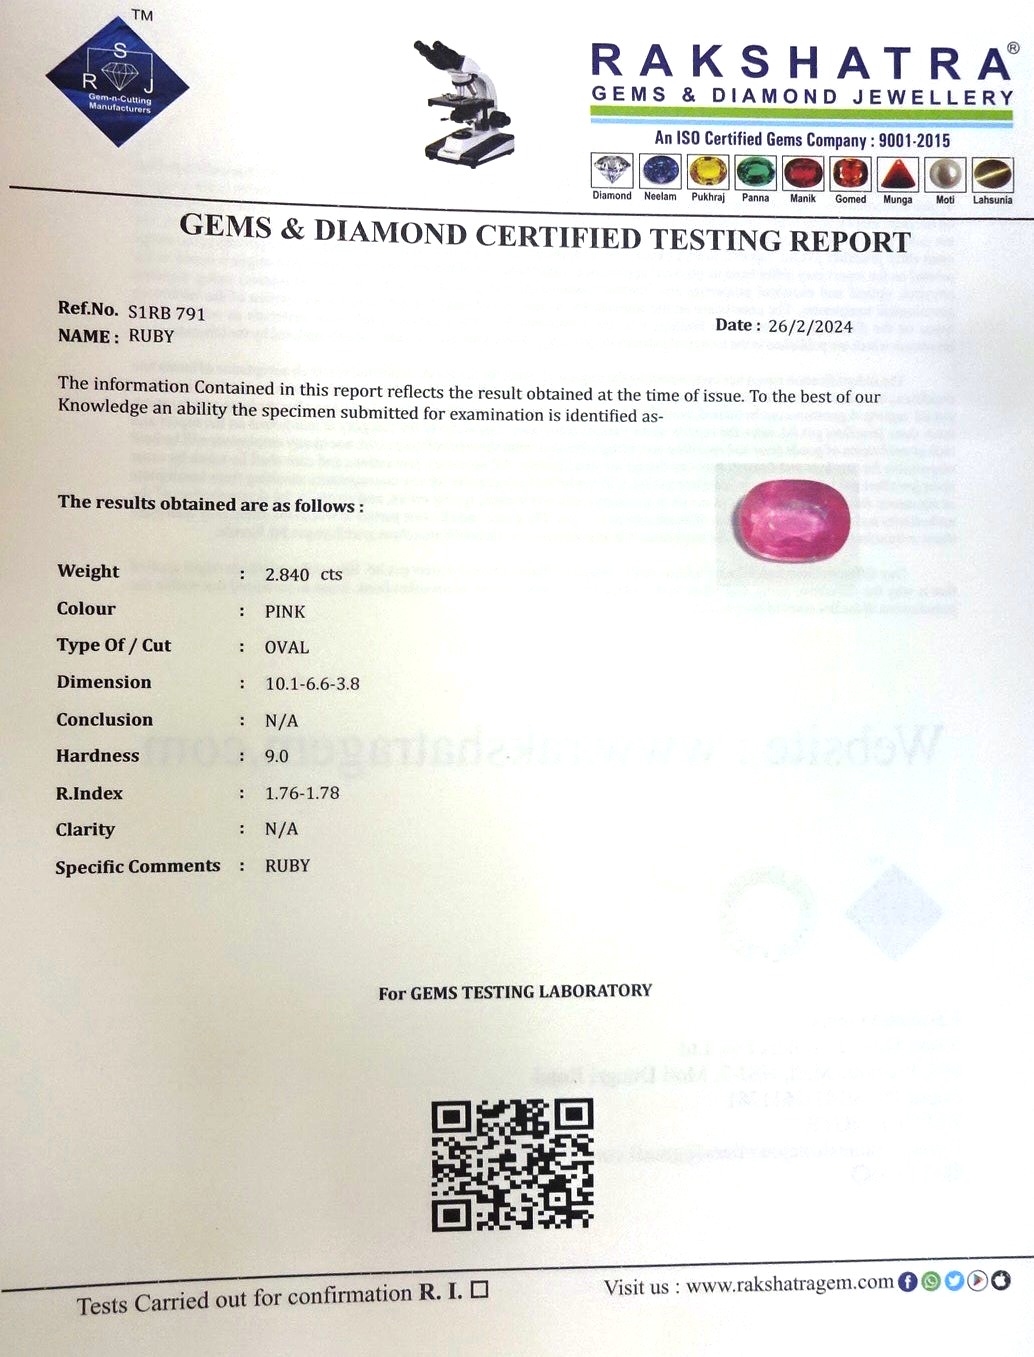 TM
S
R J
Gem-n-Cutting
Manufacturers
RAKSHATRA®
GEMS & DIAMOND JEWELLERY
An ISO Certified Gems Company : 9001-2015
Diamond Neelam Pukhraj Panna Manik Gomed Munga Moti Lahsunia
GEMS & DIAMOND CERTIFIED TESTING REPORT
Ref.No. S1RB 791
NAME : RUBY
Date : 26/2/2024
The information Contained in this report reflects the result obtained at the time of issue. To the best of our
Knowledge an ability the specimen submitted for examination is identified as-
The results obtained are as follows :
Weight : 2.840 cts
Colour : PINK
Type Of / Cut : OVAL
Dimension : 10.1-6.6-3.8
Conclusion : N/A
Hardness : 9.0
R.Index : 1.76-1.78
Clarity : N/A
Specific Comments : RUBY
For GEMS TESTING LABORATORY
Tests Carried out for confirmation R. I. ☐
Visit us : www.rakshatragem.com